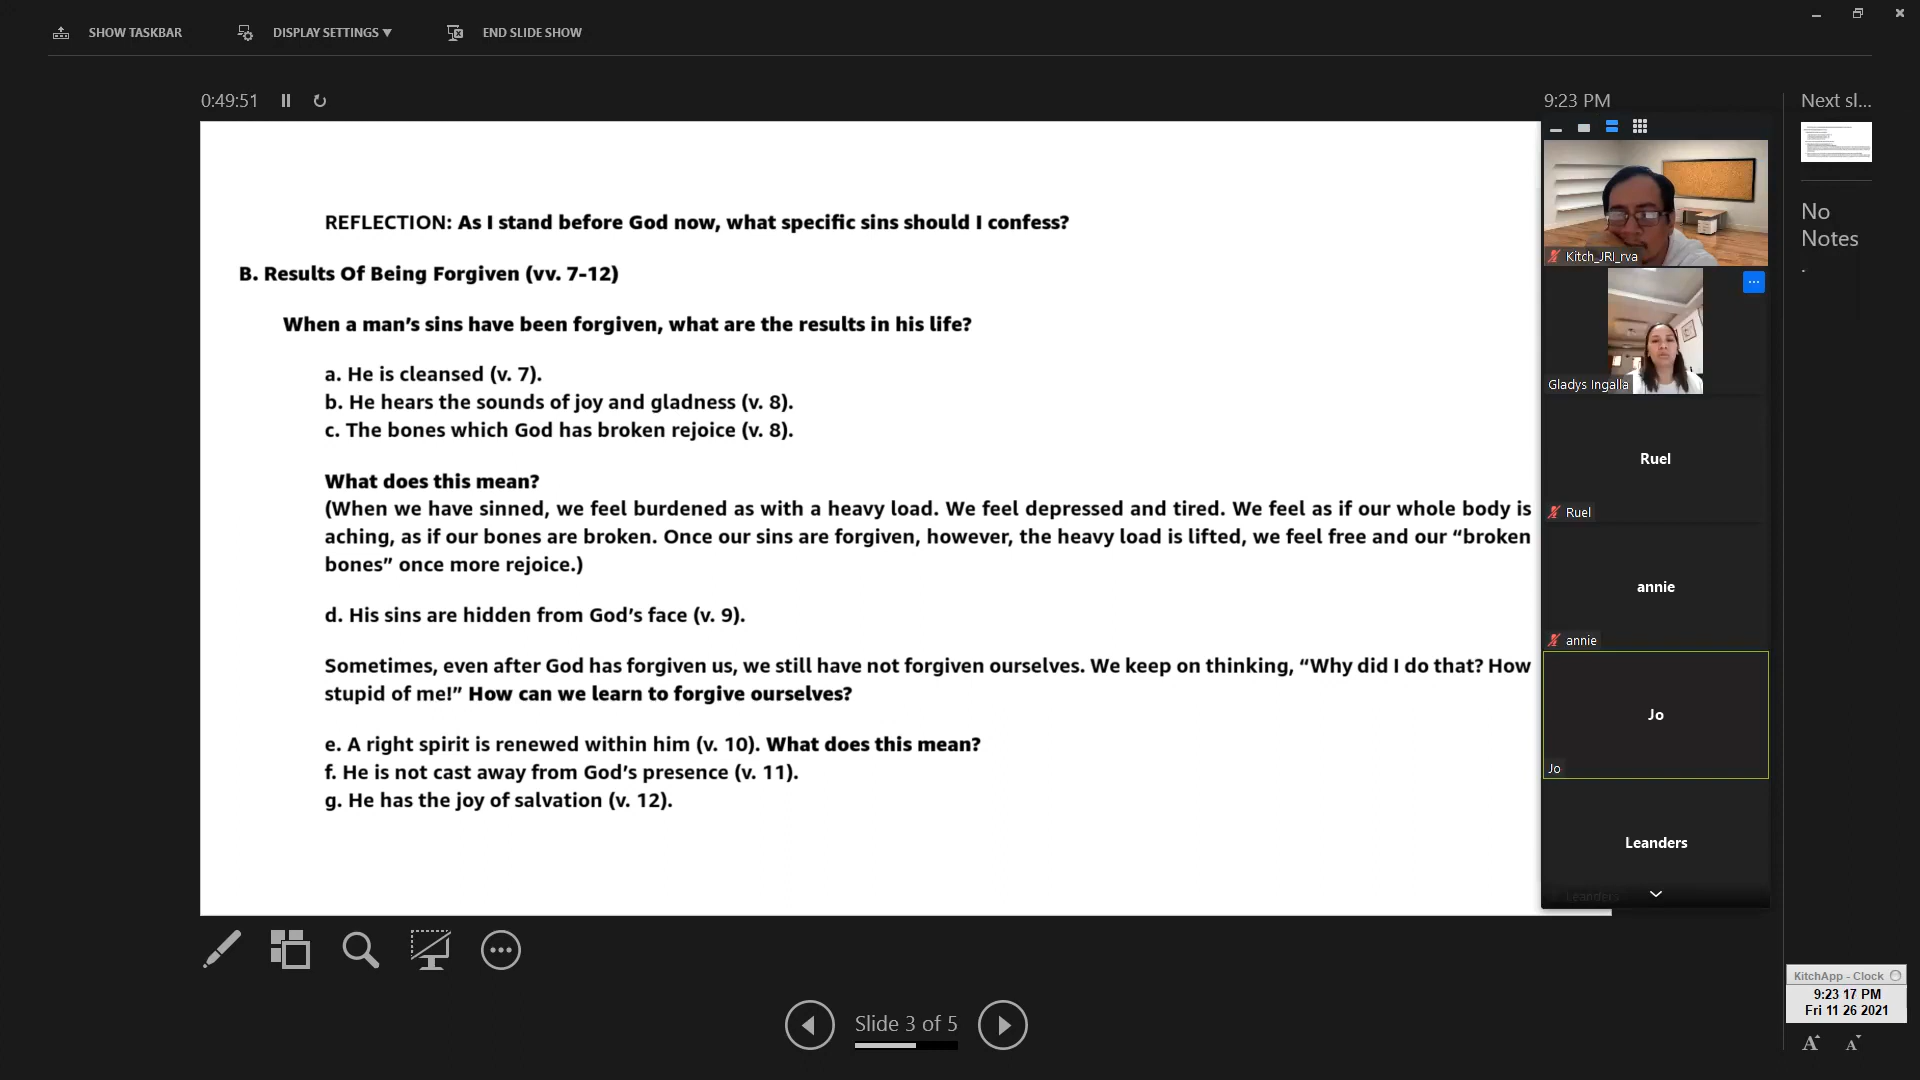 SHOW TASKBAR
DISPLAY SETTINGS ▼
END SLIDE SHOW
0:49:51
9:23 PM
Next sl...
REFLECTION: As I stand before God now, what specific sins should I confess?
B. Results Of Being Forgiven (vv. 7-12)
When a man’s sins have been forgiven, what are the results in his life?
a. He is cleansed (v. 7).
b. He hears the sounds of joy and gladness (v. 8).
c. The bones which God has broken rejoice (v. 8).
What does this mean?
(When we have sinned, we feel burdened as with a heavy load. We feel depressed and tired. We feel as if our whole body is
aching, as if our bones are broken. Once our sins are forgiven, however, the heavy load is lifted, we feel free and our “broken
bones” once more rejoice.)
d. His sins are hidden from God’s face (v. 9).
Sometimes, even after God has forgiven us, we still have not forgiven ourselves. We keep on thinking, “Why did I do that? How
stupid of me!” How can we learn to forgive ourselves?
e. A right spirit is renewed within him (v. 10). What does this mean?
f. He is not cast away from God’s presence (v. 11).
g. He has the joy of salvation (v. 12).
Kitch_JRI_rva
Gladys Ingalla
Ruel
Ruel
annie
annie
Jo
Jo
Leanders
Leanders
No
Notes
.
Slide 3 of 5
KitchApp - Clock
9:23 17 PM
Fri 11 26 2021
A A